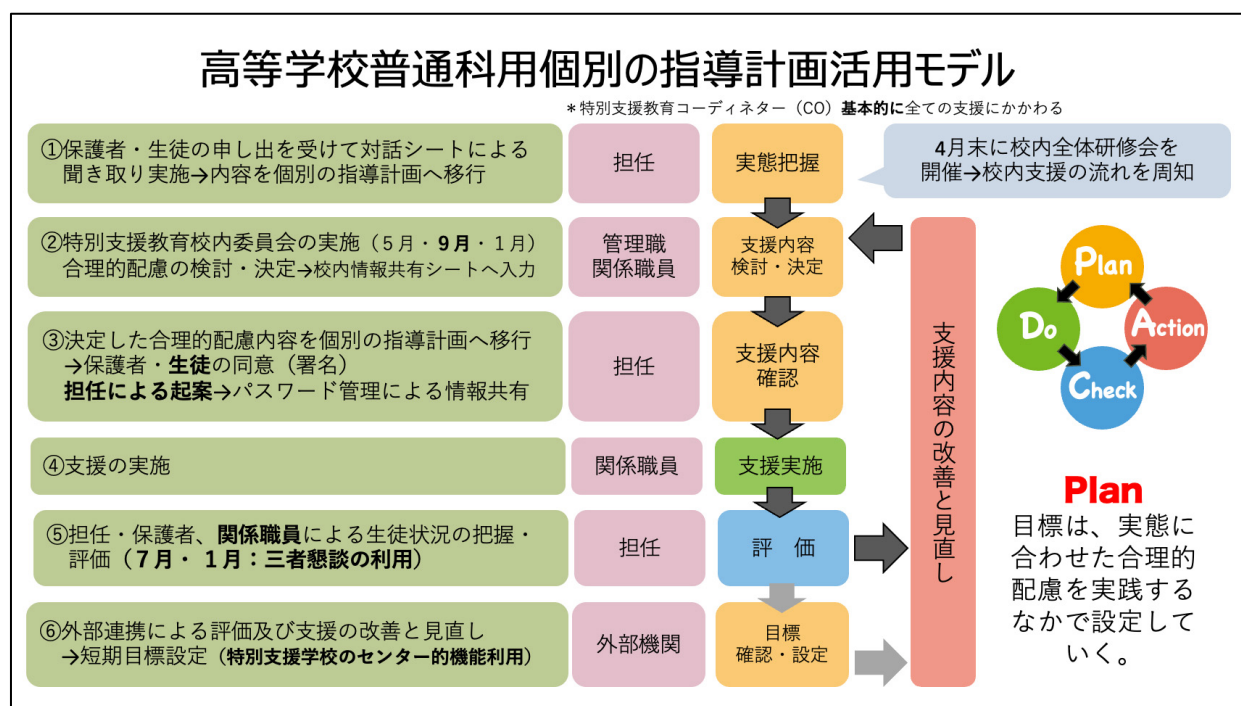 高等学校普通科用個別の指導計画活用モデル
＊特別支援教育コーディネター（CO）基本的に全ての支援にかかわる
①保護者・生徒の申し出を受けて対話シートによる
聞き取り実施→内容を個別の指導計画へ移行
担任
実態把握
4月末に校内全体研修会を
開催→校内支援の流れを周知
②特別支援教育校内委員会の実施（５月・９月・１月）
合理的配慮の検討・決定→校内情報共有シートへ入力
管理職
関係職員
支援内容
検討・決定
③決定した合理的配慮内容を個別の指導計画へ移行
→保護者・生徒の同意（署名）
担任による起案→パスワード管理による情報共有
担任
支援内容
確認
④支援の実施
関係職員
支援実施
⑤担任・保護者、関係職員による生徒状況の把握・
評価（７月・１月：三者懇談の利用）
担任
評　価
⑥外部連携による評価及び支援の改善と見直し
→短期目標設定（特別支援学校のセンター的機能利用）
外部機関
目標
確認・設定
支援内容の改善と見直し
Plan
Do
Action
Check
Plan
目標は、実態に
合わせた合理的
配慮を実践する
なかで設定して
いく。